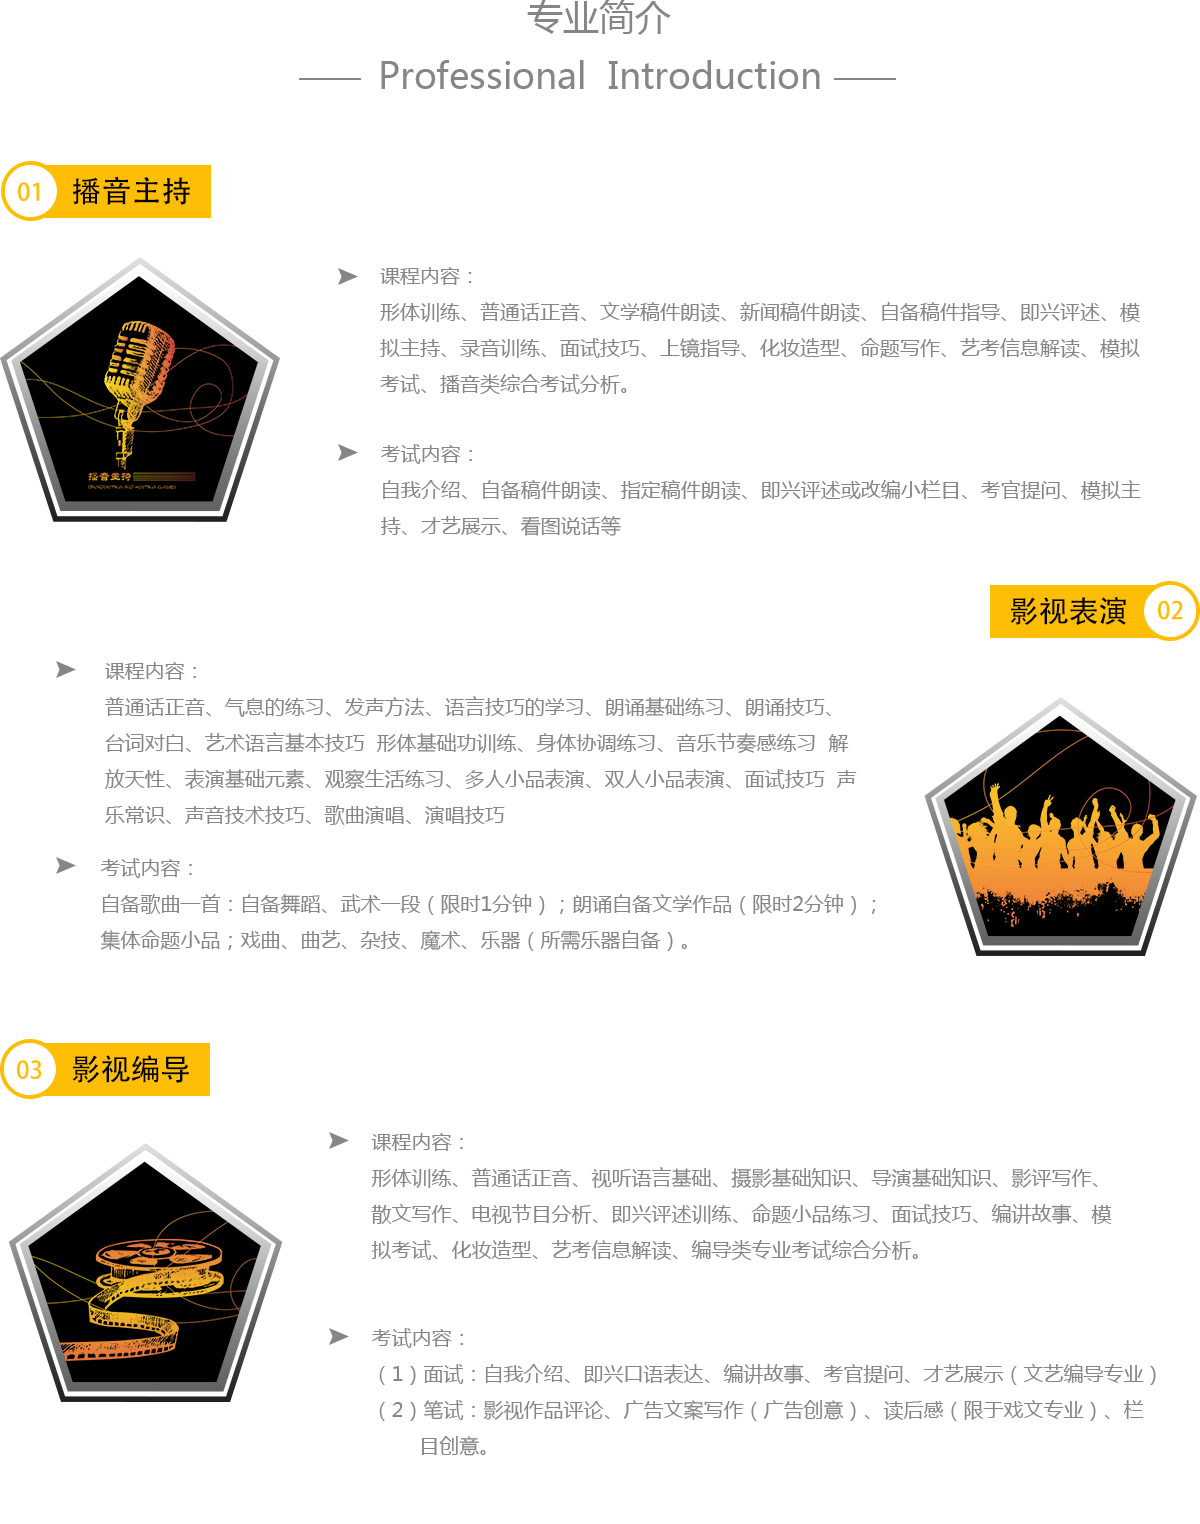 专业简介
Professional Introduction
01 播音主持
课程内容：
形体训练、普通话正音、文学稿件朗读、新闻稿件朗读、自备稿件指导、即兴评述、模
拟主持、录音训练、面试技巧、上镜指导、化妆造型、命题写作、艺考信息解读、模拟
考试、播音类综合考试分析。
播音主持
考试内容：
自我介绍、自备稿件朗读、指定稿件朗读、即兴评述或改编小栏目、考官提问、模拟主
持、才艺展示、看图说话等
影视表演 02
课程内容：
普通话正音、气息的练习、发声方法、语言技巧的学习、朗诵基础练习、朗诵技巧、
台词对白、艺术语言基本技巧 形体基础功训练、身体协调练习、音乐节奏感练习 解
放天性、表演基础元素、观察生活练习、多人小品表演、双人小品表演、面试技巧 声
乐常识、声音技术技巧、歌曲演唱、演唱技巧
考试内容：
自备歌曲一首：自备舞蹈、武术一段（限时1分钟）；朗诵自备文学作品（限时2分钟）；
集体命题小品；戏曲、曲艺、杂技、魔术、乐器（所需乐器自备）。
03 影视编导
课程内容：
形体训练、普通话正音、视听语言基础、摄影基础知识、导演基础知识、影评写作、
散文写作、电视节目分析、即兴评述训练、命题小品练习、面试技巧、编讲故事、模
拟考试、化妆造型、艺考信息解读、编导类专业考试综合分析。
考试内容：
（1）面试：自我介绍、即兴口语表达、编讲故事、考官提问、才艺展示（文艺编导专业）
（2）笔试：影视作品评论、广告文案写作（广告创意）、读后感（限于戏文专业）、栏
目创意。